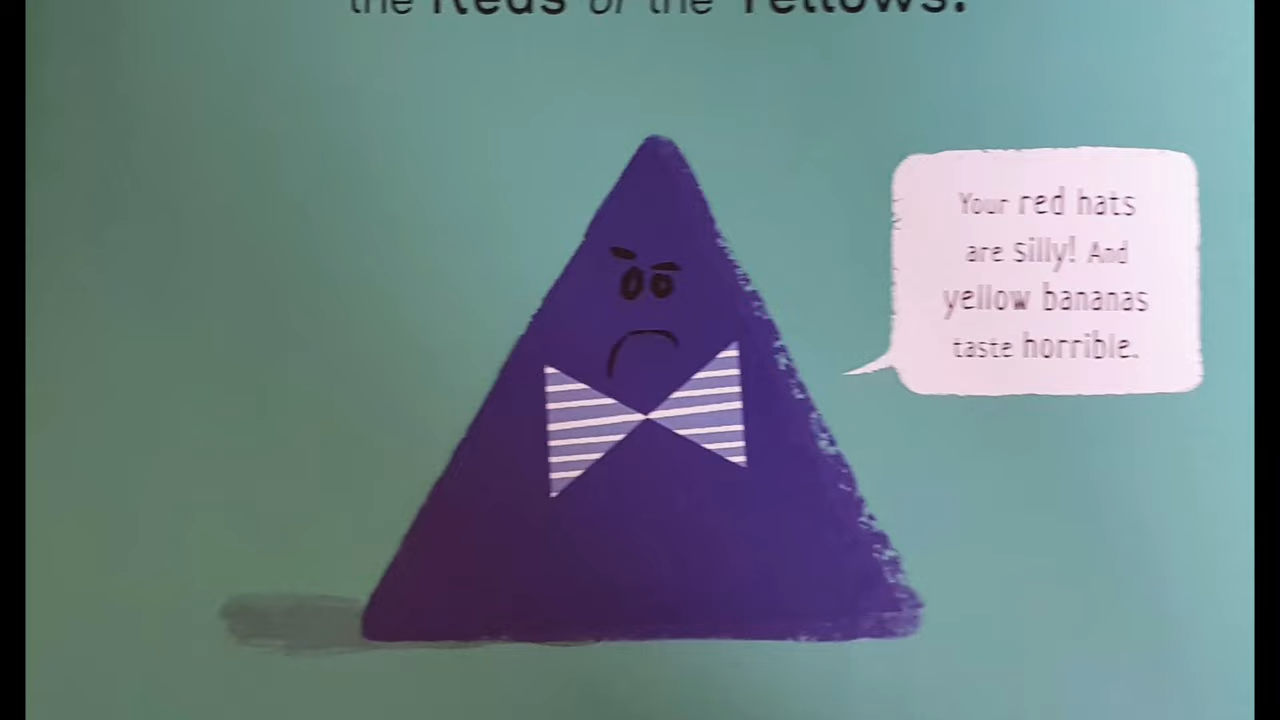 the Reds or the Yellows.
Your red hats
are silly! And
yellow bananas
taste horrible.